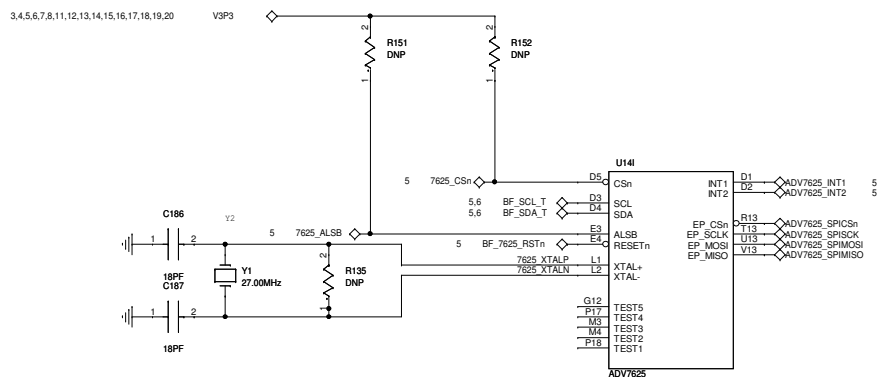 3,4,5,6,7,8,11,12,13,14,15,16,17,18,19,20 V3P3
2 2
R151 R152
DNP DNP
1 1
U14I
5 7625_CSn D5 CSn INT1 D1 ADV7625_INT1 5
INT2 D2 ADV7625_INT2 5
5,6 BF_SCL_T D3 SCL
5,6 BF_SDA_T D4 SDA
EP_CSn R13 ADV7625_SPICSn
C186 Y2
5 7625_ALSB E3 ALSB EP_SCLK T13 ADV7625_SPISCK
1 2 5 BF_7625_RSTn E4 RESETn EP_MOSI U13 ADV7625_SPIMOSI
EP_MISO V13 ADV7625_SPIMISO
2
7625_XTALP L1 XTAL+
7625_XTALN L2 XTAL-
18PF Y1 R135
C187 27.00MHz DNP
1
1 2
18PF
G12 TEST5
P17 TEST4
M3 TEST3
M4 TEST2
P18 TEST1
ADV7625